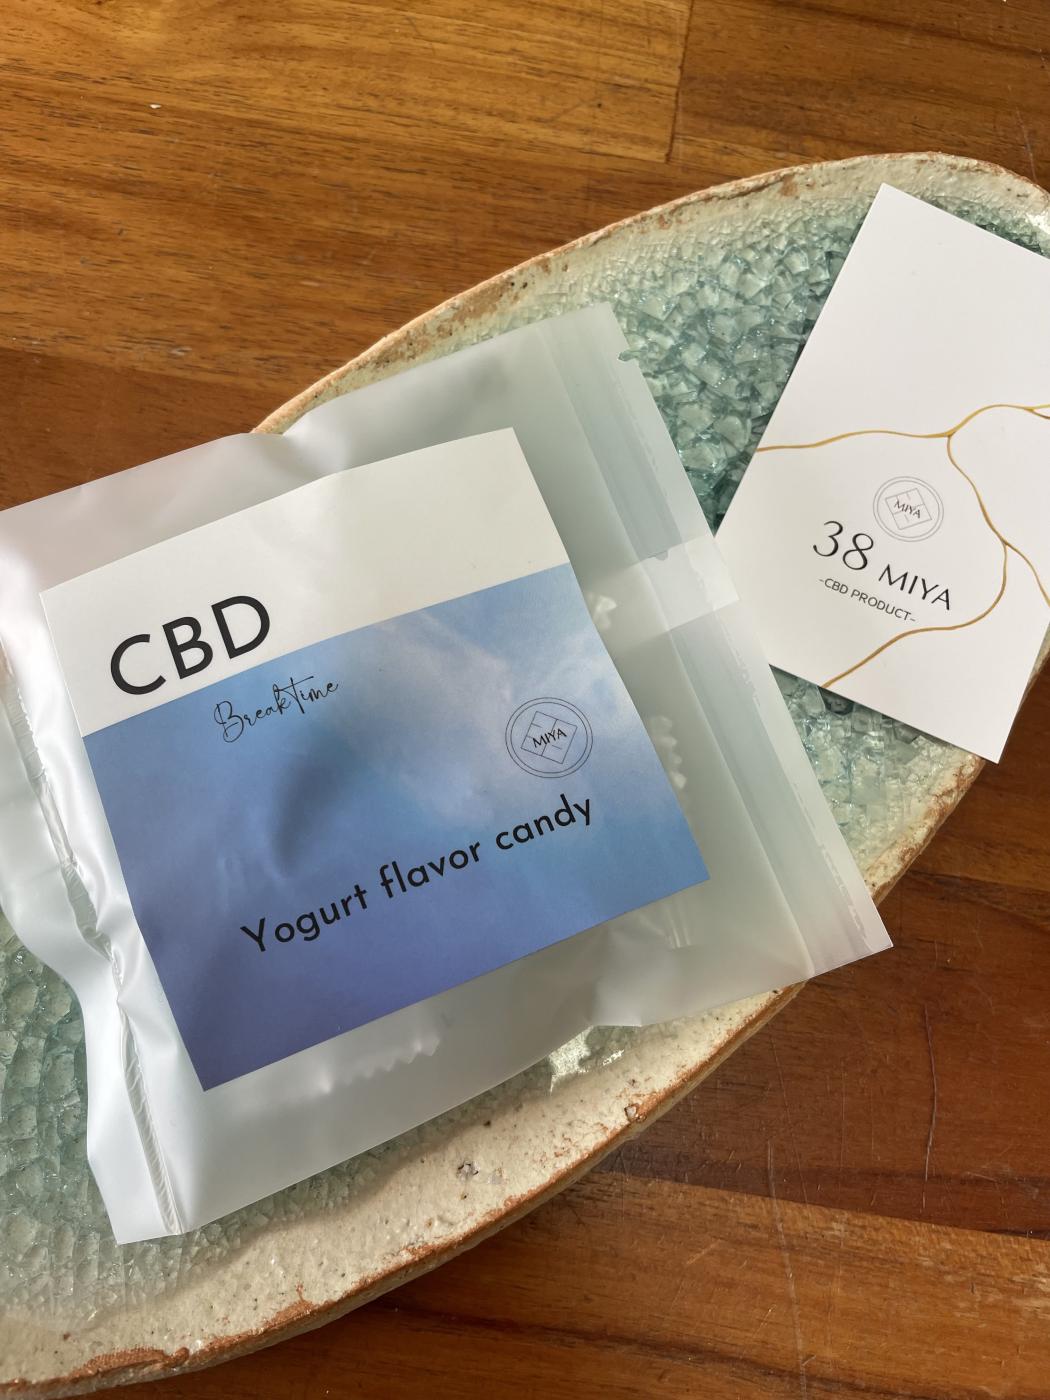 CBD
BreakTime
MIYA
Yogurt flavor candy
MIYA
38 MIYA
-CBD PRODUCT-